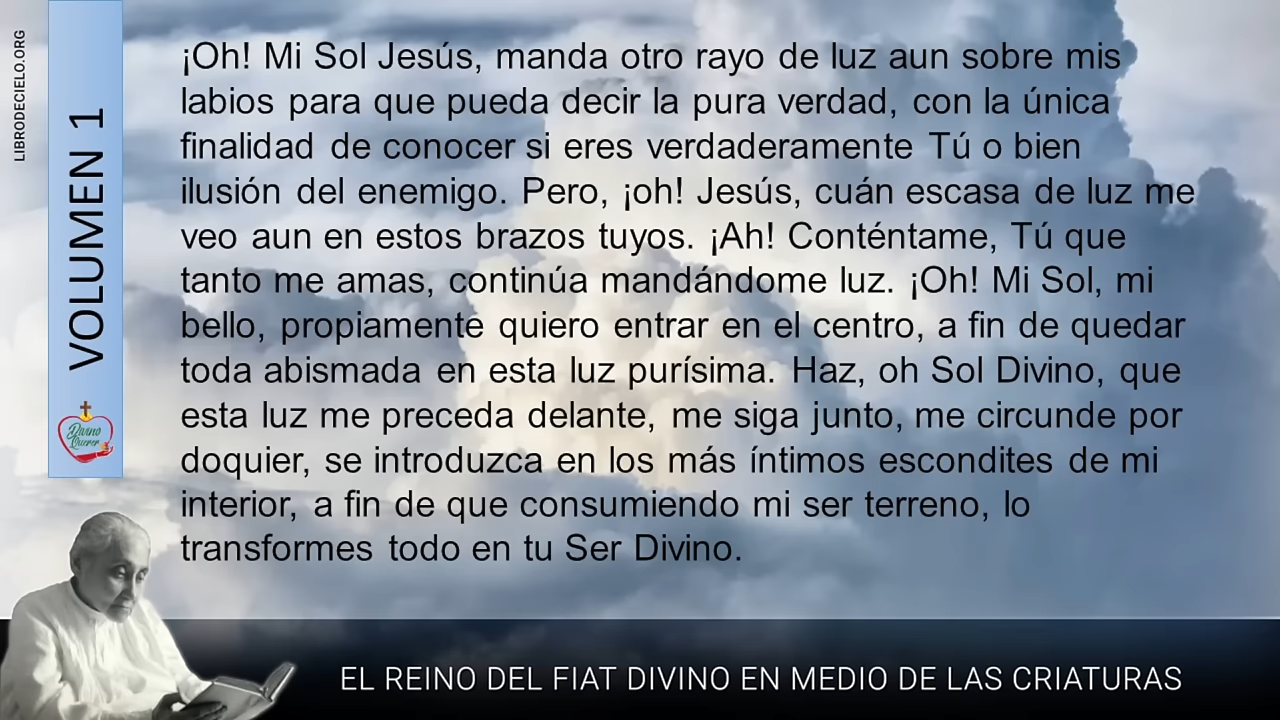 LIBRODECIELO.ORG
VOLUMEN 1
Divino
Querer
¡Oh! Mi Sol Jesús, manda otro rayo de luz aun sobre mis
labios para que pueda decir la pura verdad, con la única
finalidad de conocer si eres verdaderamente Tú o bien
ilusión del enemigo. Pero, ¡oh! Jesús, cuán escasa de luz me
veo aun en estos brazos tuyos. ¡Ah! Conténtame, Tú que
tanto me amas, continúa mandándome luz. ¡Oh! Mi Sol, mi
bello, propiamente quiero entrar en el centro, a fin de quedar
toda abismada en esta luz purísima. Haz, oh Sol Divino, que
esta luz me preceda delante, me siga junto, me circunde por
doquier, se introduzca en los más íntimos escondites de mi
interior, a fin de que consumiendo mi ser terreno, lo
transformes todo en tu Ser Divino.
EL REINO DEL FIAT DIVINO EN MEDIO DE LAS CRIATURAS